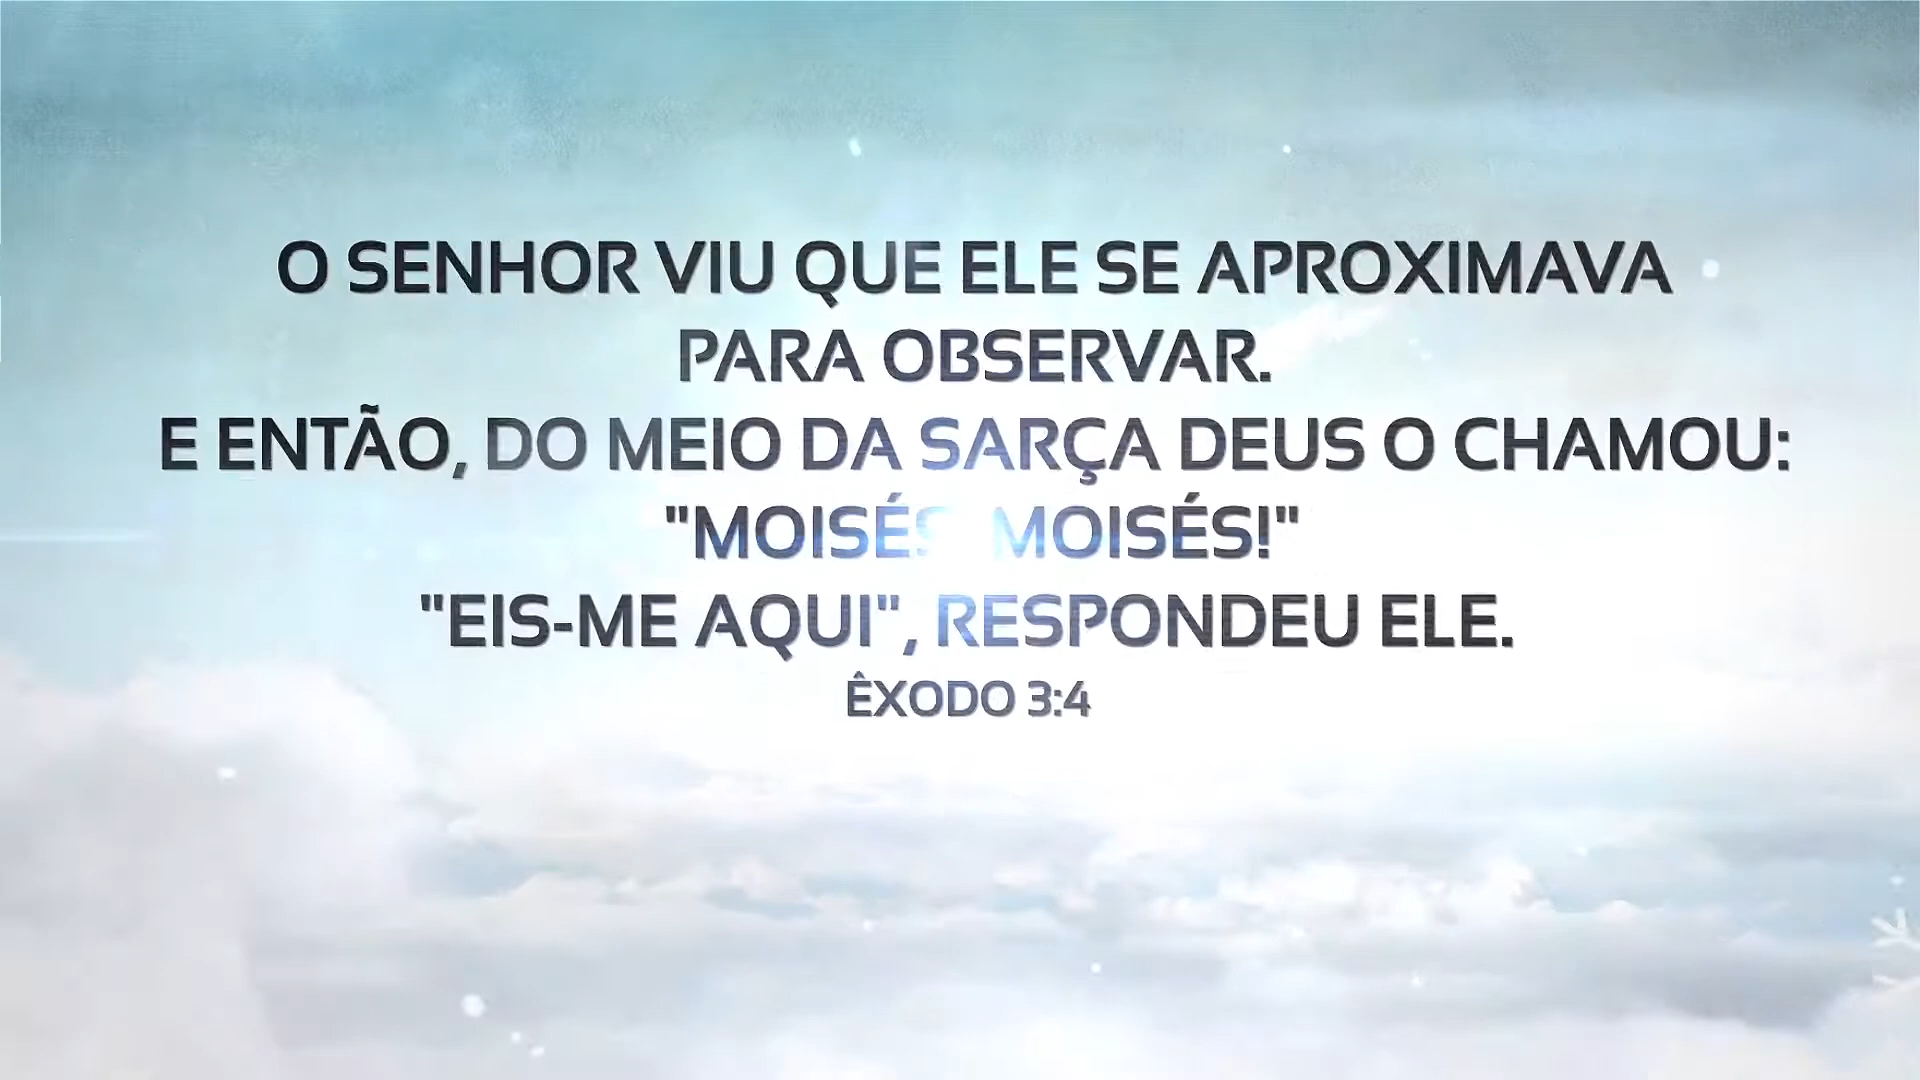 O SENHOR VIU QUE ELE SE APROXIMAVA
PARA OBSERVAR.
E ENTÃO, DO MEIO DA SARÇA DEUS O CHAMOU:
"MOISÉS, MOISÉS!"
"EIS-ME AQUI", RESPONDEU ELE.
ÊXODO 3:4